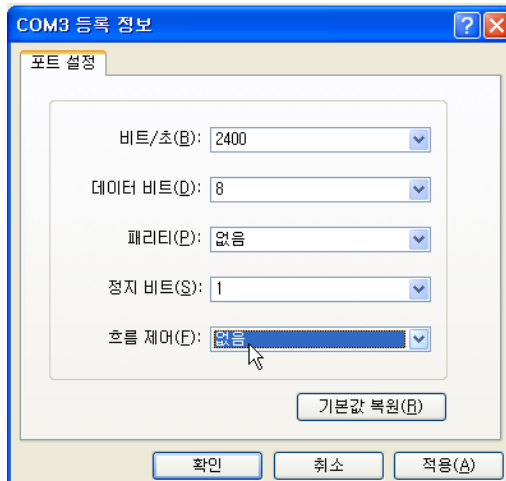 COM3 등록 정보
포트 설정
비트/초(B): 2400
데이터 비트(D): 8
패리티(P): 없음
정지 비트(S): 1
흐름 제어(F): 없음
기본값 복원(R)
확인 취소 적용(A)